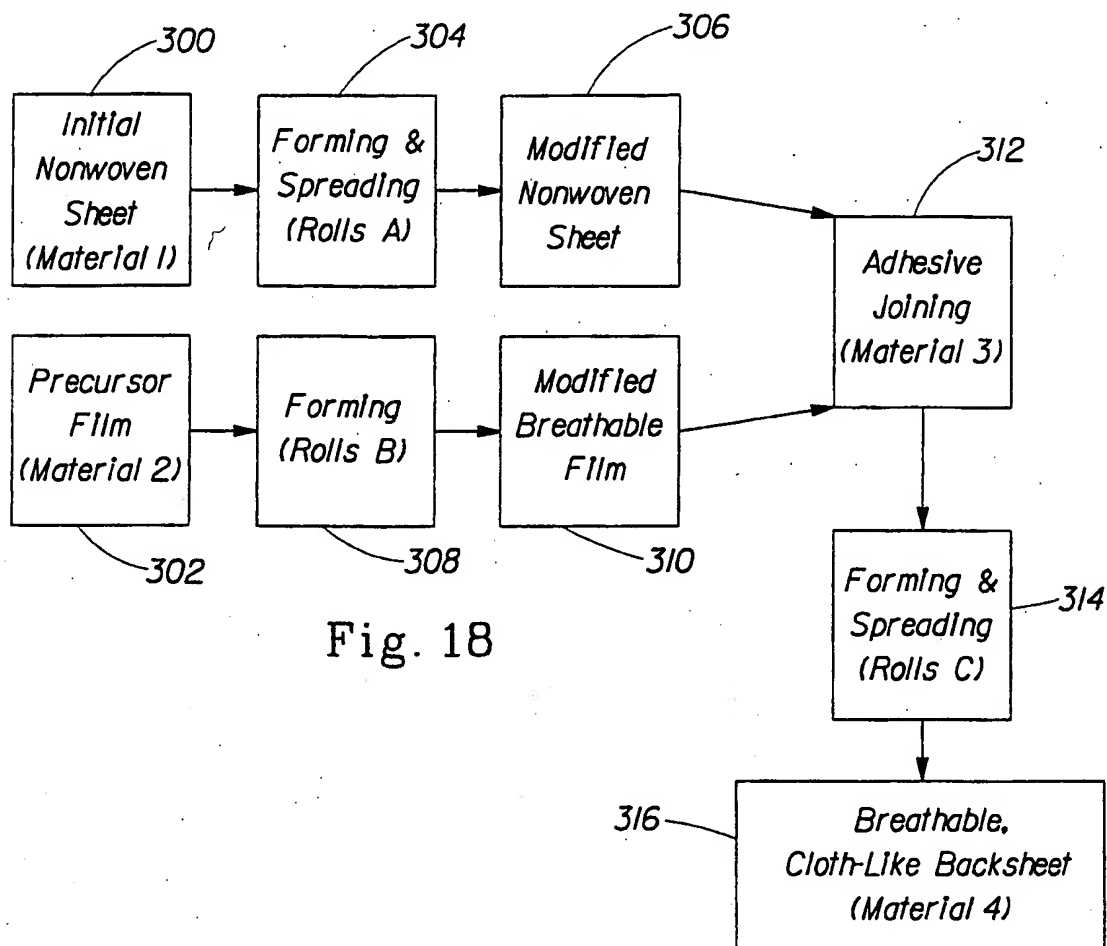 300
304
306
Initial
Nonwoven
Sheet
(Material 1)
Forming &
Spreading
(Rolls A)
Modified
Nonwoven
Sheet
312
Adhesive
Joining
(Material 3)
Precursor
Film
(Material 2)
Forming
(Rolls B)
Modified
Breathable
Film
302
308
310
Forming &
Spreading
(Rolls C)
314
Fig. 18
316
Breathable,
Cloth-Like Backsheet
(Material 4)